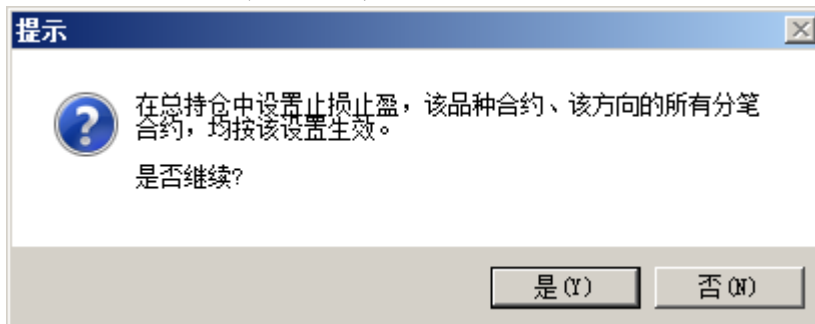 提示
在总持仓中设置止损止盈，该品种合约、该方向的所有分笔
合约，均按该设置生效。
是否继续?
是(Y)
否(N)